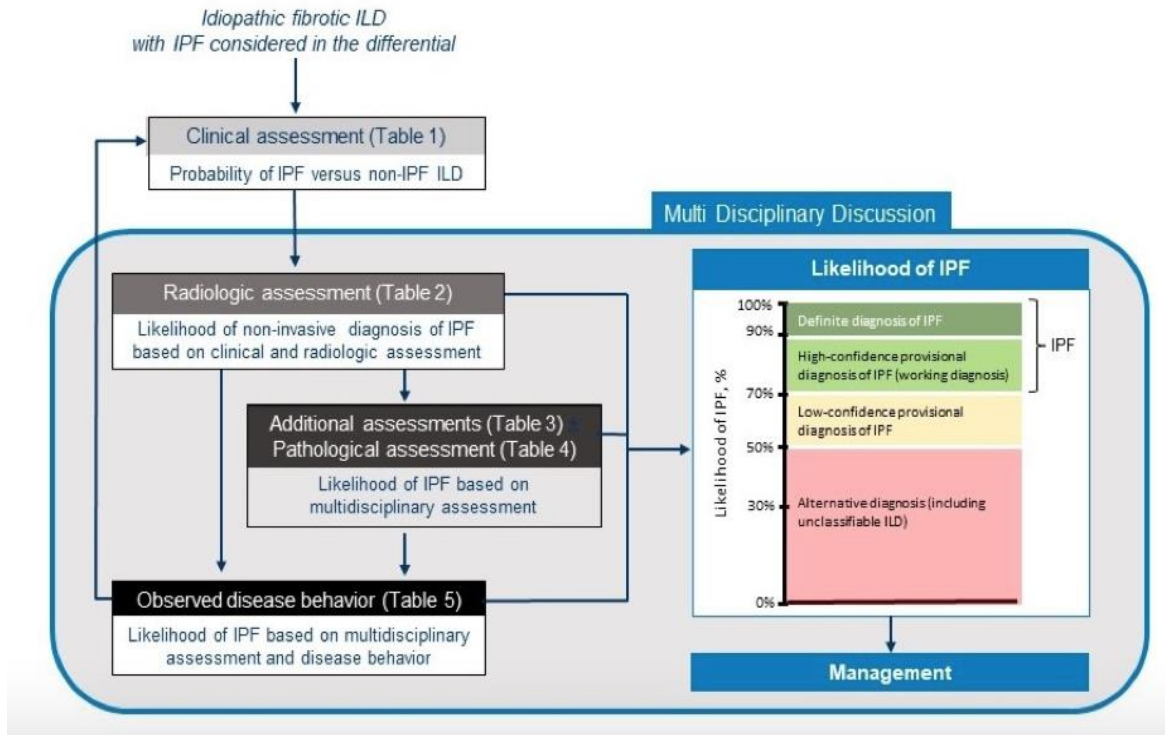 Idiopathic fibrotic ILD
with IPF considered in the differential
Clinical assessment (Table 1)
Probability of IPF versus non-IPF ILD
Multi Disciplinary Discussion
Radiologic assessment (Table 2)
Likelihood of non-invasive diagnosis of IPF
based on clinical and radiologic assessment
Additional assessments (Table 3) ±
Pathological assessment (Table 4)
Likelihood of IPF based on
multidisciplinary assessment
Observed disease behavior (Table 5)
Likelihood of IPF based on multidisciplinary
assessment and disease behavior
Likelihood of IPF
Likelihood of IPF, %
100%
90%
70%
50%
30%
0%
Definite diagnosis of IPF
High-confidence provisional
diagnosis of IPF (working diagnosis)
Low-confidence provisional
diagnosis of IPF
Alternative diagnosis (including
unclassifiable ILD)
IPF
Management